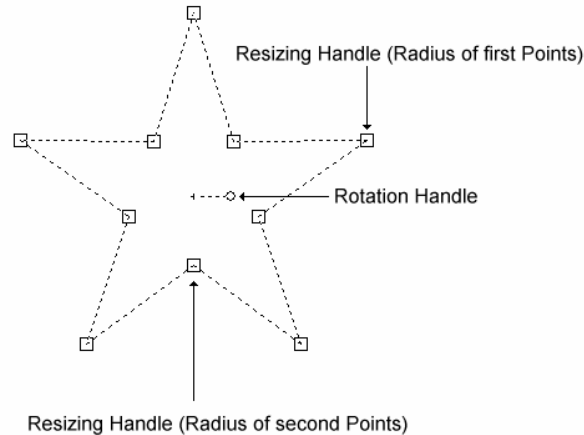 Resizing Handle (Radius of first Points)
Rotation Handle
Resizing Handle (Radius of second Points)